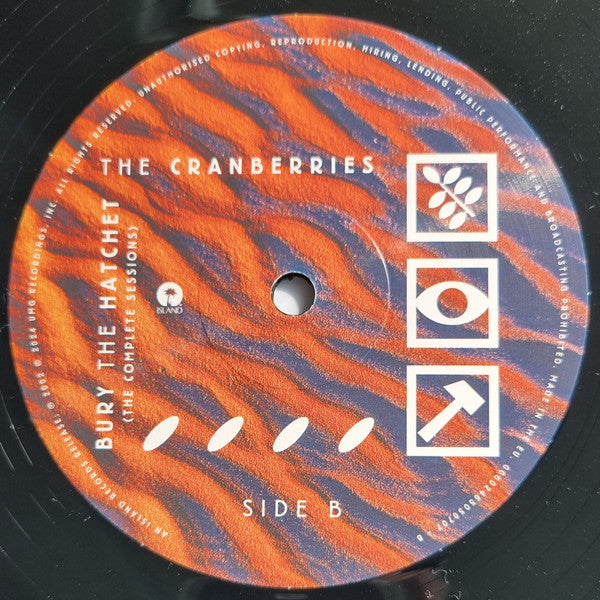 THE CRANBERRIES
BURY THE HATCHET
(THE COMPLETE SESSIONS)
ISLAND
SIDE B
AN ISLAND RECORDS RELEASE; ℗ 2002 © 2024 UMG RECORDINGS, INC. ALL RIGHTS RESERVED. UNAUTHORISED COPYING, REPRODUCTION, HIRING, LENDING, PUBLIC PERFORMANCE AND BROADCASTING PROHIBITED. MADE IN THE EU. B